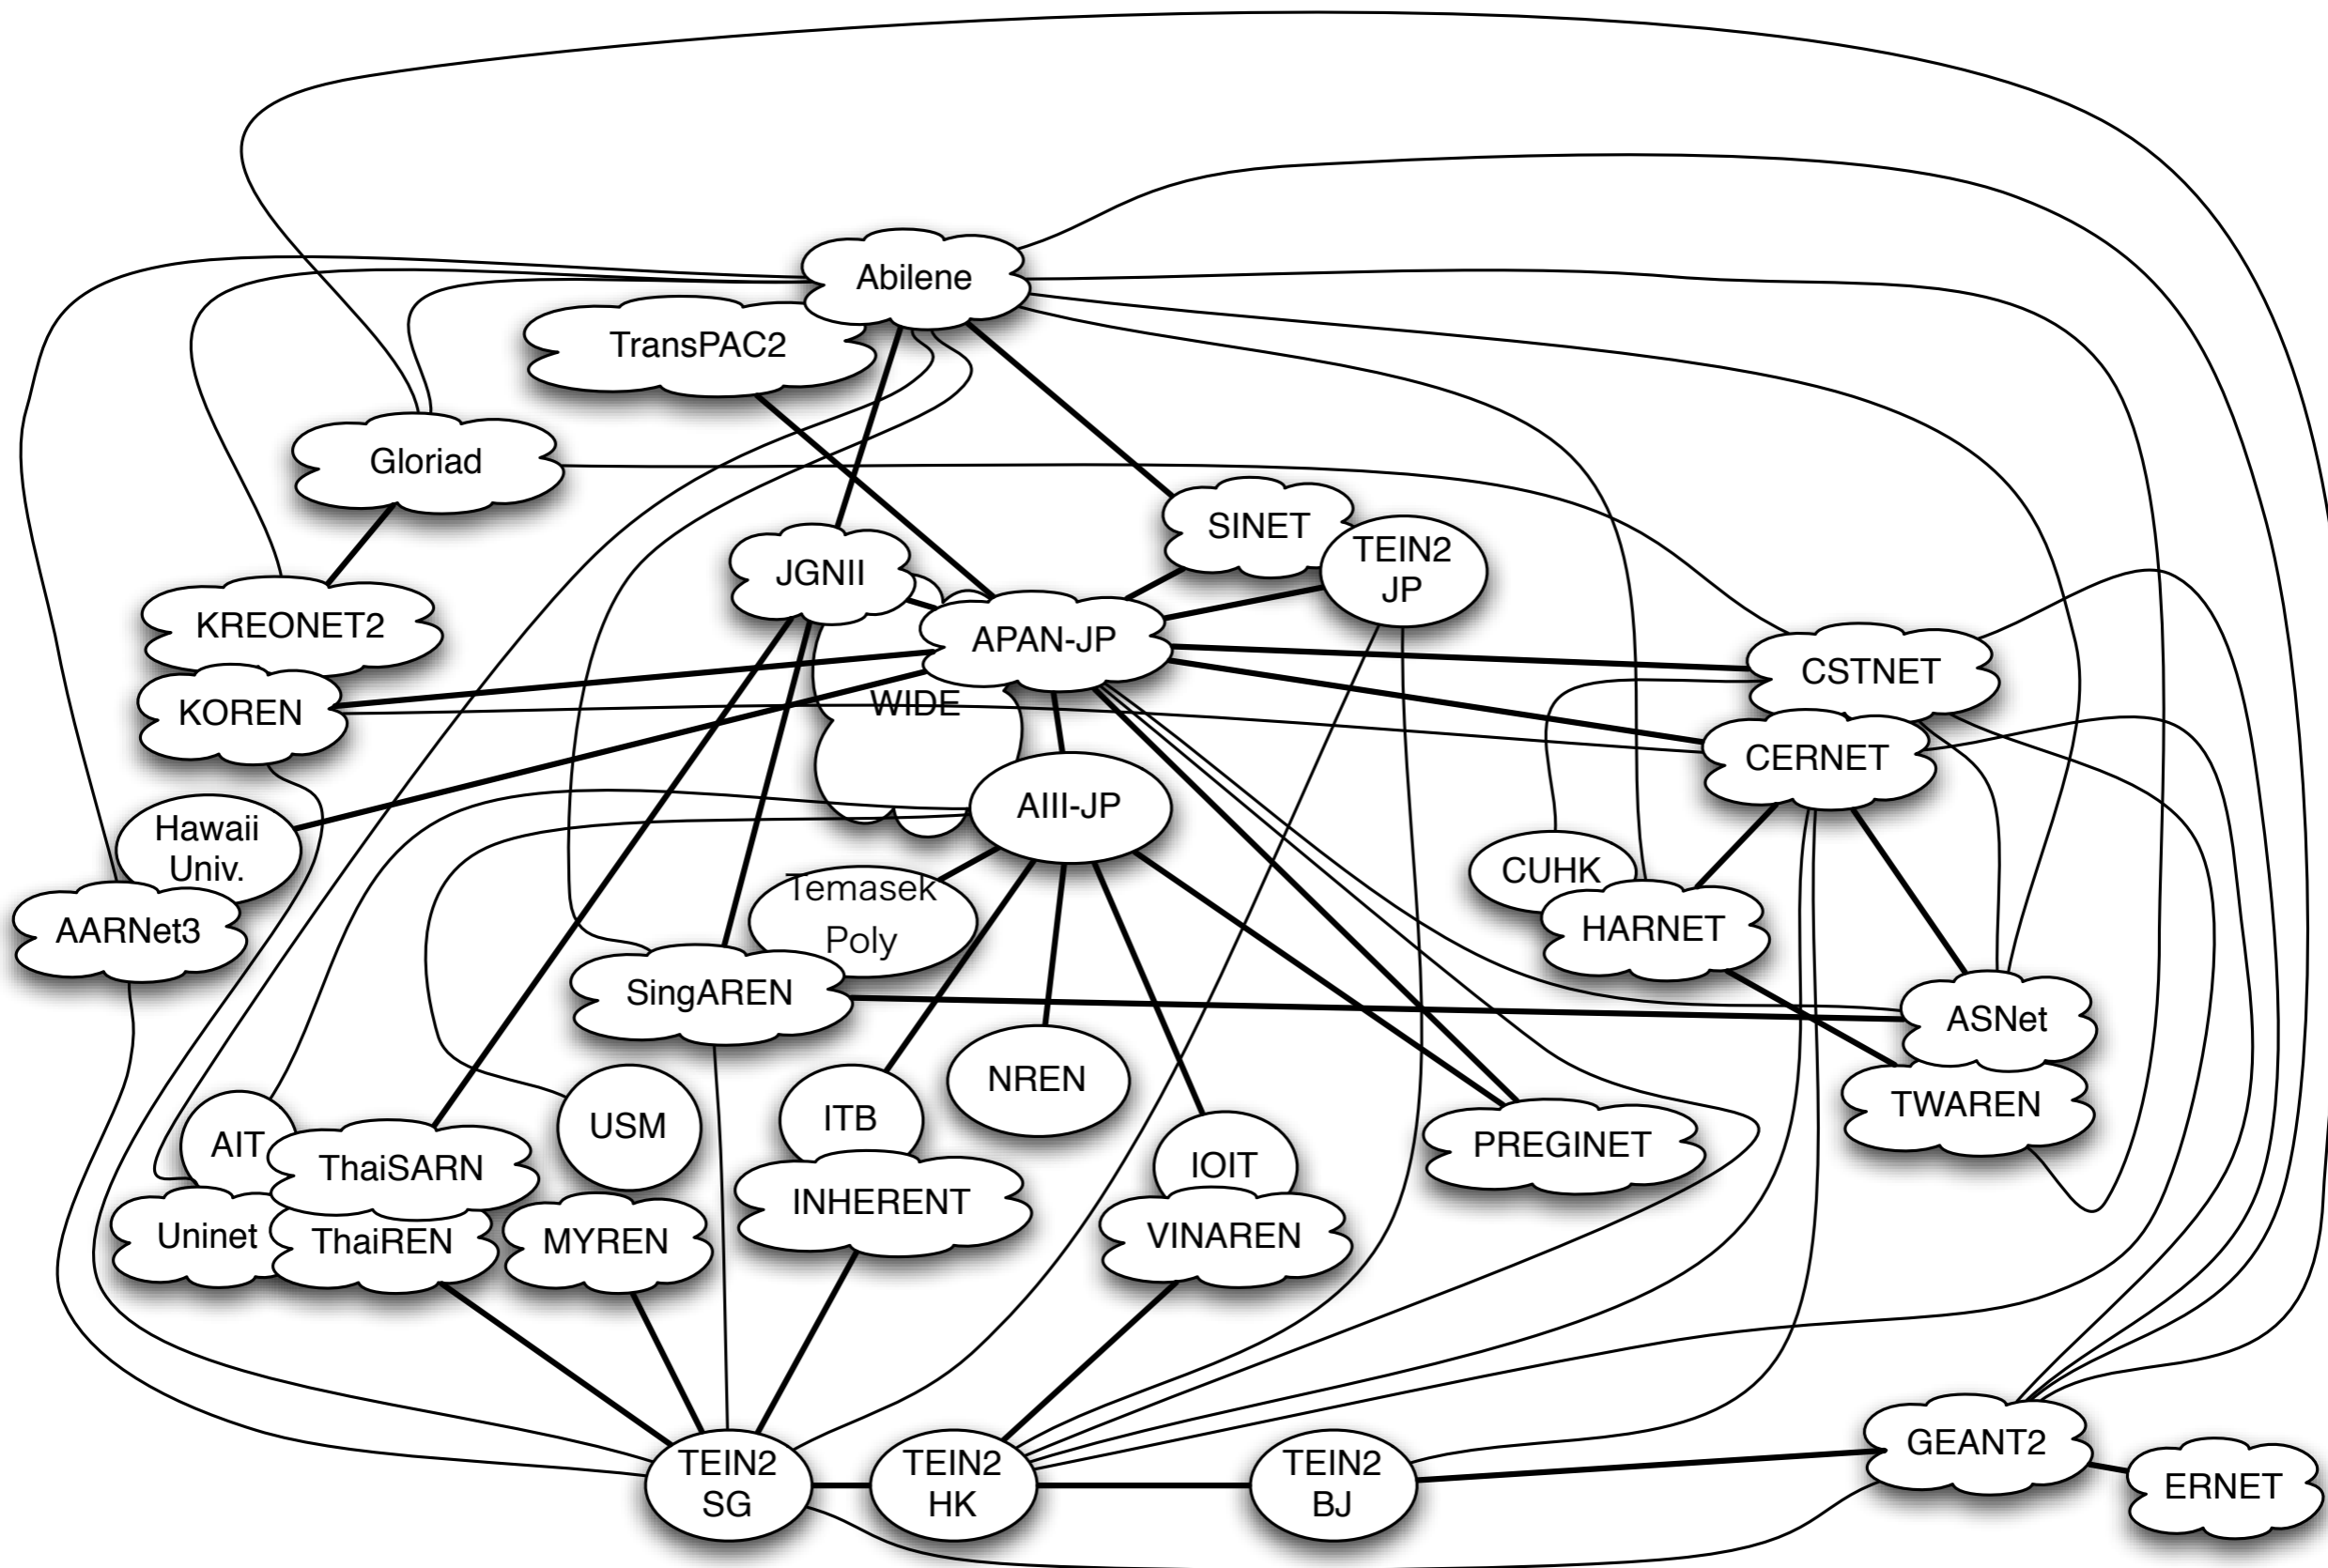 Abilene
TransPAC2
Gloriad
SINET
TEIN2
JP
JGNII
KREONET2
APAN-JP
CSTNET
KOREN
WIDE
CERNET
AIII-JP
Hawaii
Univ.
CUHK
Temasek
Poly
AARNet3
HARNET
SingAREN
ASNet
NREN
TWAREN
ITB
USM
AIT
PREGINET
ThaiSARN
IOIT
INHERENT
Uninet
ThaiREN
MYREN
VINAREN
GEANT2
TEIN2
SG
TEIN2
HK
TEIN2
BJ
ERNET